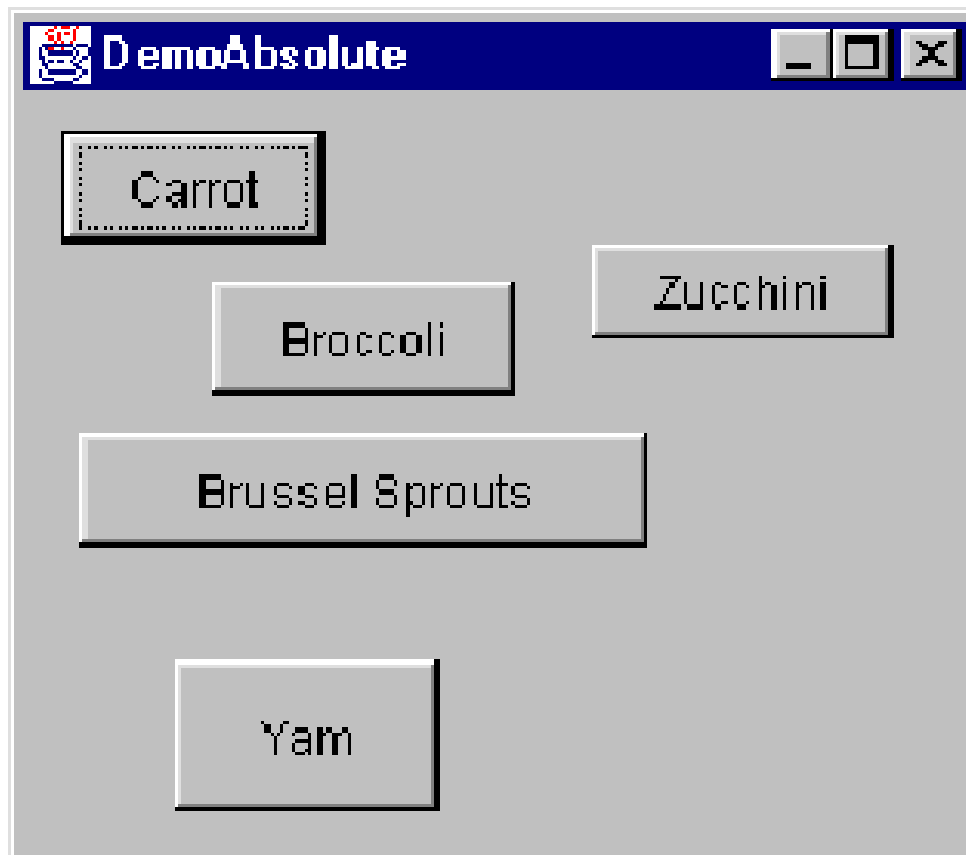 DemoAbsolute
Carrot
Zucchini
Broccoli
Brussel Sprouts
Yam